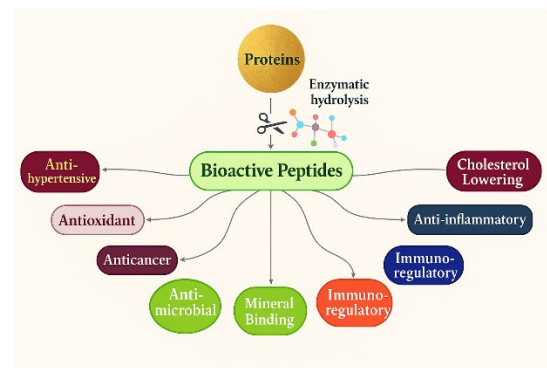 Proteins
Enzymatic
hydrolysis
Bioactive Peptides
Anti-
hypertensive
Cholesterol
Lowering
Antioxidant
Anti-inflammatory
Anticancer
Immuno-
regulatory
Anti-
microbial
Mineral
Binding
Immuno-
regulatory